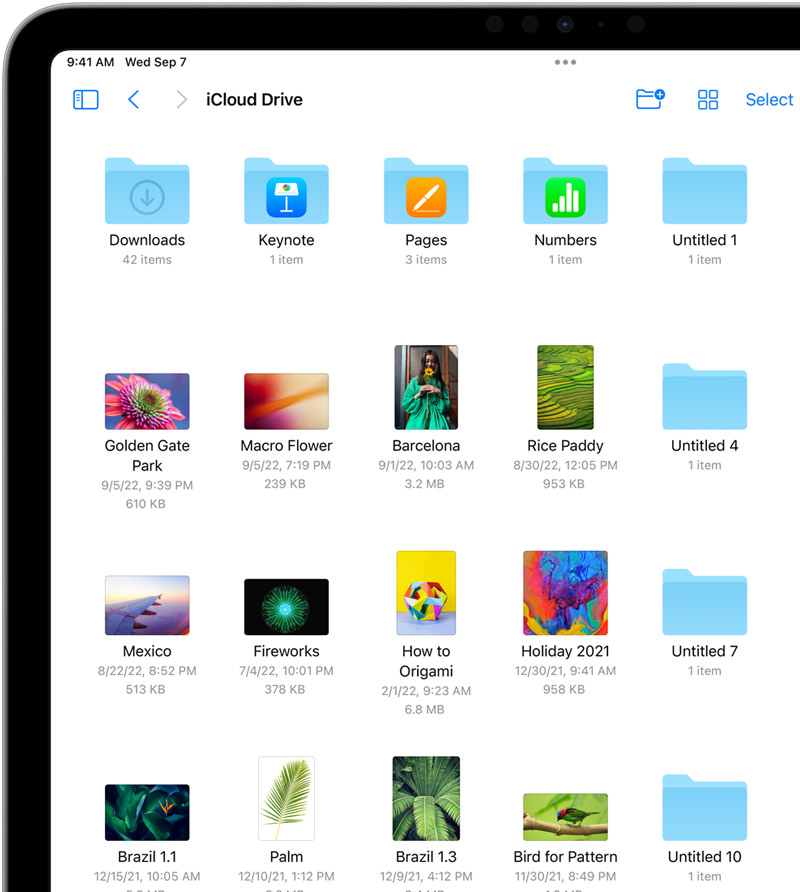 9:41 AM Wed Sep 7
iCloud Drive
Select
Downloads
42 items
Keynote
1 item
Pages
3 items
Numbers
1 item
Untitled 1
1 item
Golden Gate
Park
9/5/22, 9:39 PM
610 KB
Macro Flower
9/5/22, 7:19 PM
239 KB
Barcelona
9/1/22, 10:03 AM
3.2 MB
Rice Paddy
8/30/22, 12:05 PM
953 KB
Untitled 4
1 item
Mexico
8/22/22, 8:52 PM
513 KB
Fireworks
7/4/22, 10:01 PM
378 KB
How to
Origami
2/1/22, 9:23 AM
6.8 MB
Holiday 2021
12/30/21, 9:41 AM
958 KB
Untitled 7
1 item
Brazil 1.1
12/15/21, 10:05 AM
Palm
12/10/21, 1:12 PM
Brazil 1.3
12/9/21, 4:12 PM
Bird for Pattern
11/30/21, 8:49 PM
Untitled 10
1 item